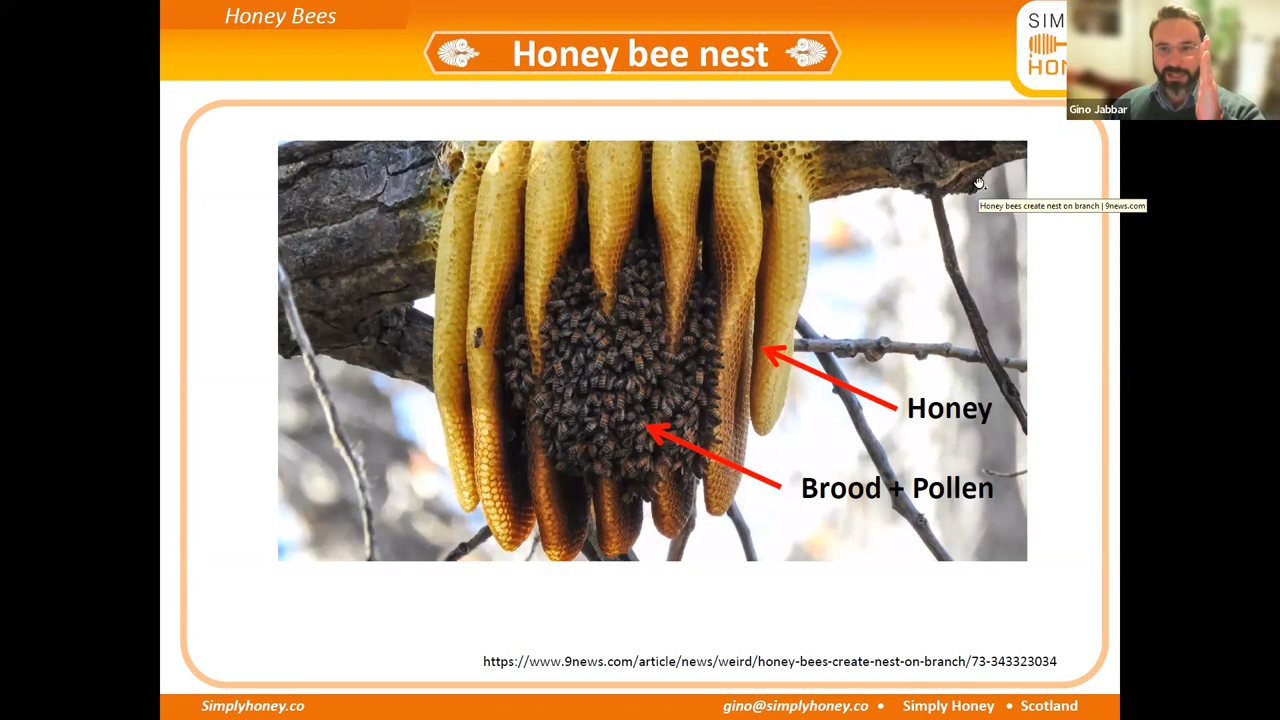 Honey Bees
Honey bee nest
SIM
HON
Gino Jabbar
Honey bees create nest on branch | 9news.com
Honey
Brood + Pollen
https://www.9news.com/article/news/weird/honey-bees-create-nest-on-branch/73-343323034
Simplyhoney.co
gino@simplyhoney.co • Simply Honey • Scotland